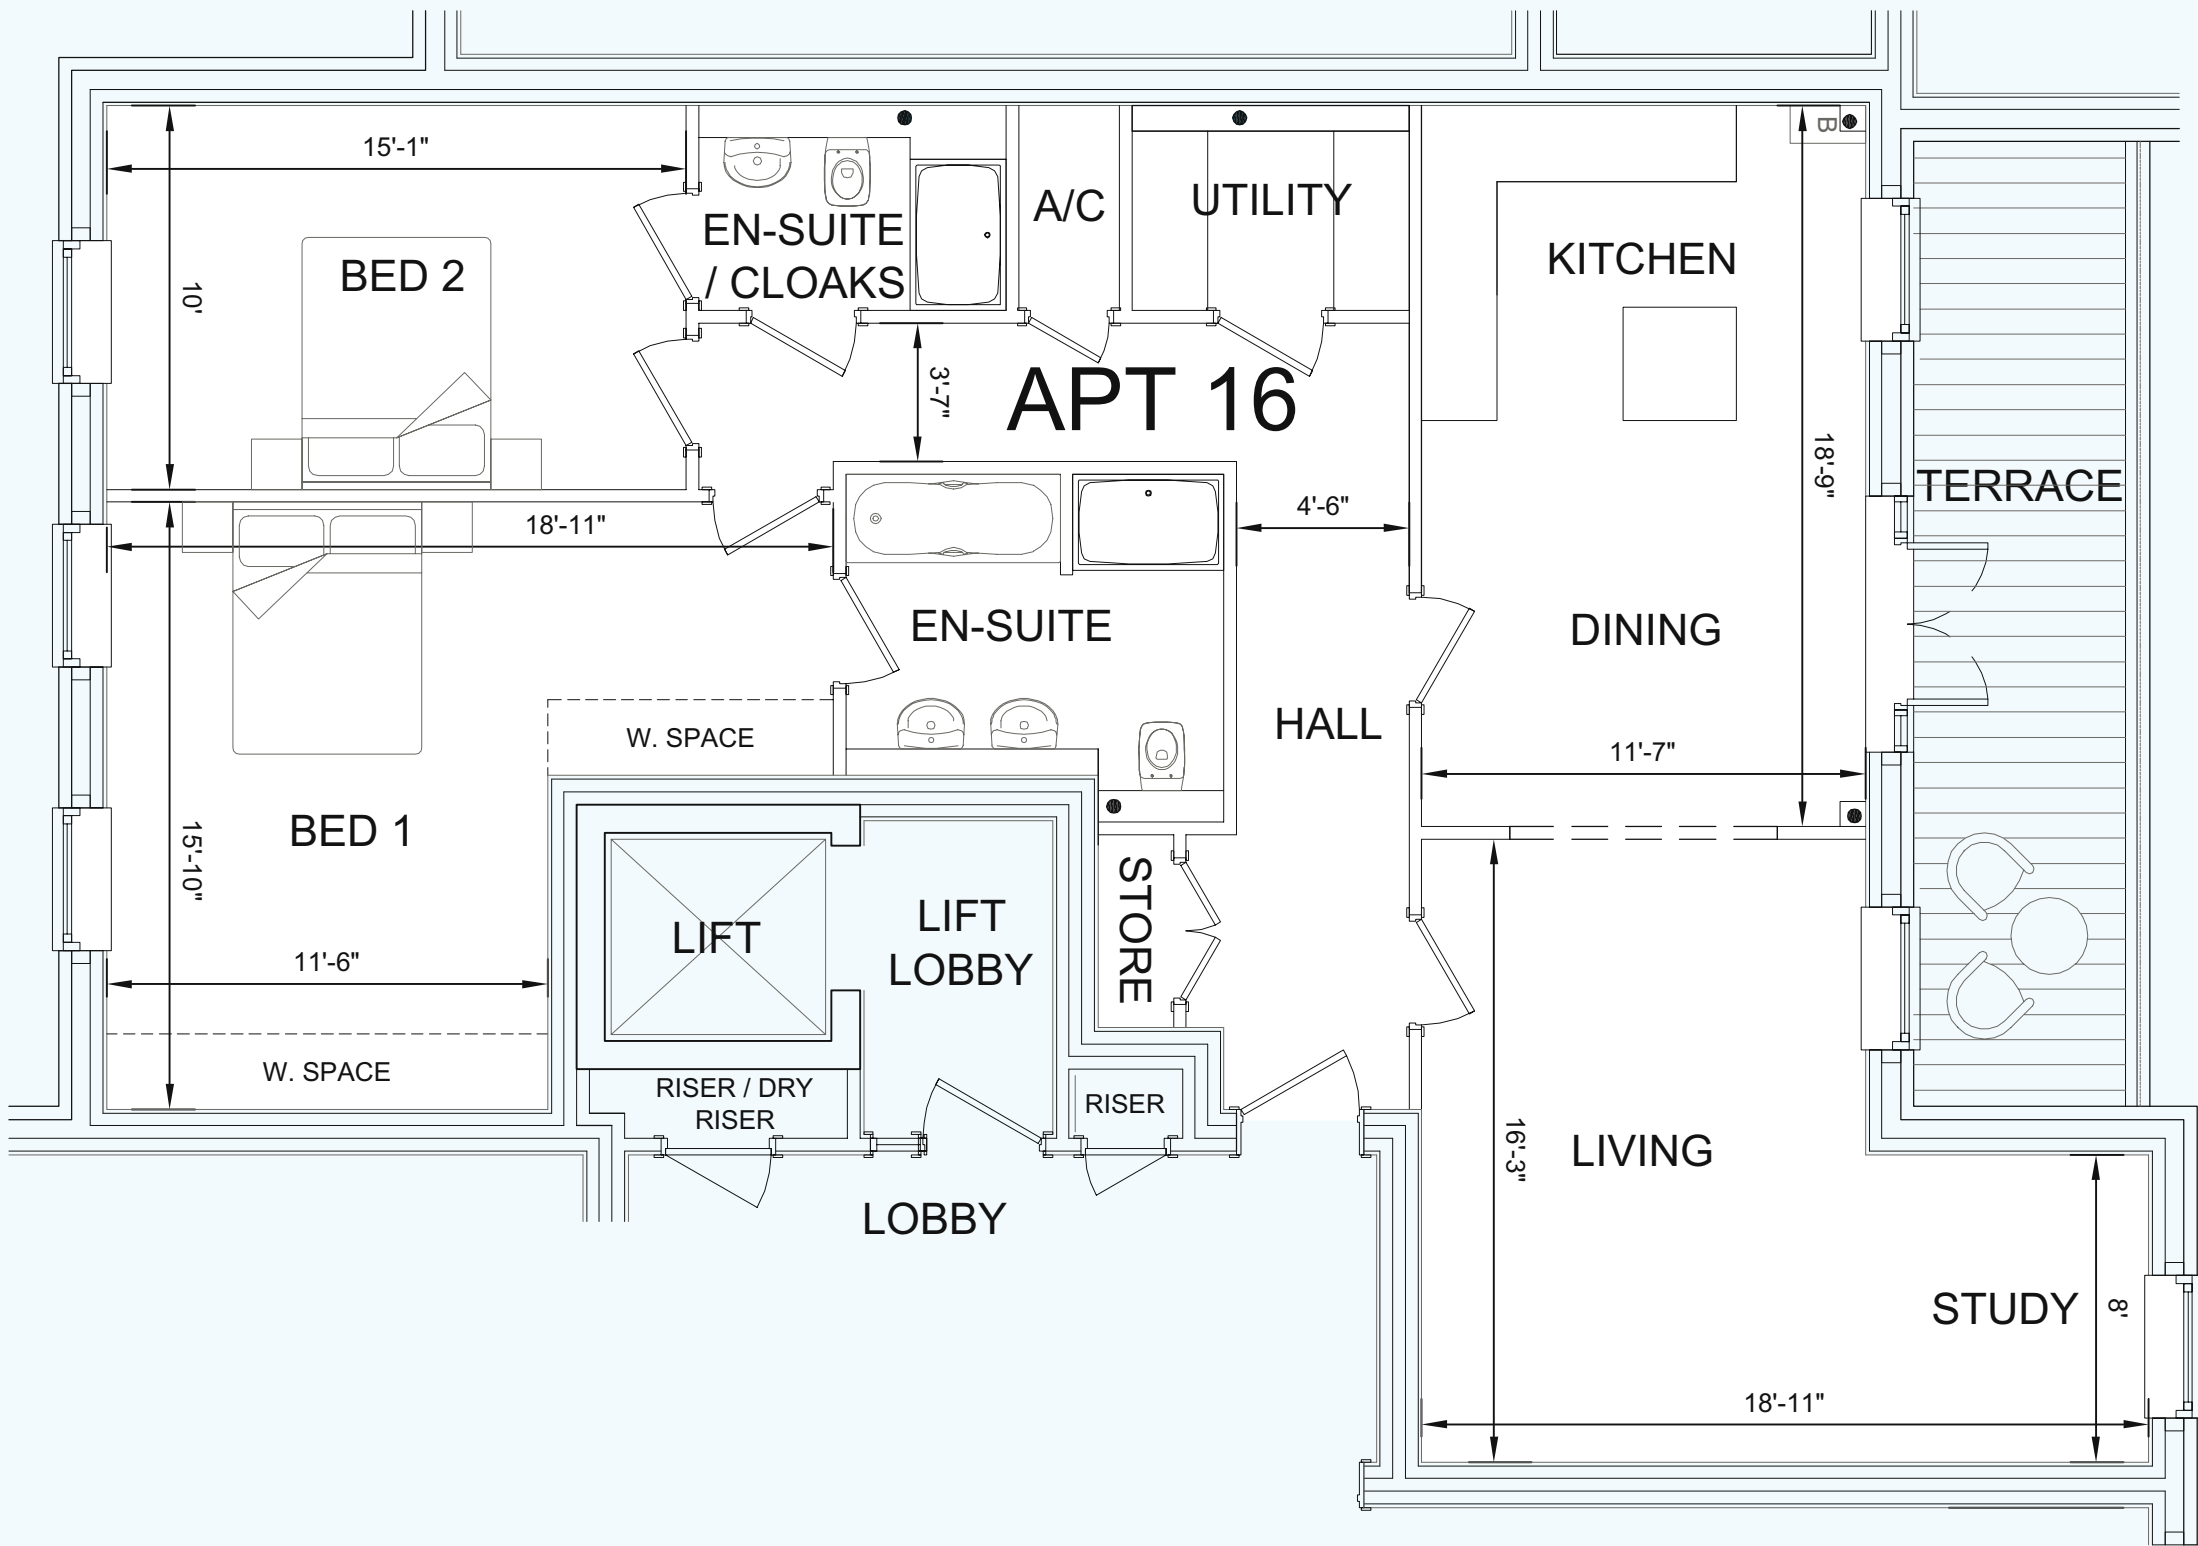 15'-1"
B
A/C
UTILITY
EN-SUITE
/ CLOAKS
KITCHEN
BED 2
10"
3'-7"
APT 16
18'-9"
TERRACE
18'-11"
4'-6"
EN-SUITE
DINING
HALL
W. SPACE
11'-7"
BED 1
15'-10"
STORE
LIFT
LIFT
LOBBY
11'-6"
W. SPACE
RISER / DRY
RISER
RISER
16'-3"
LIVING
LOBBY
STUDY
8'
18'-11"